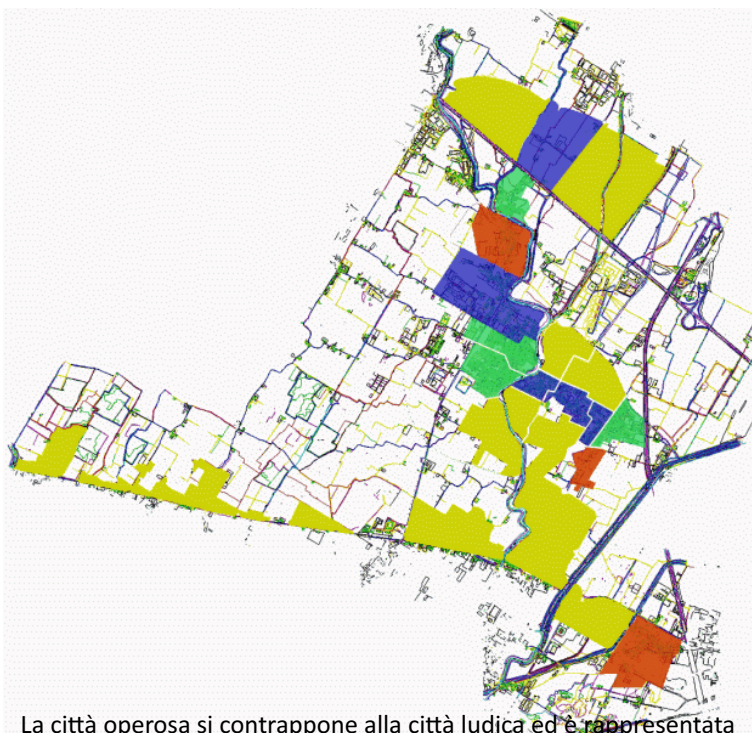 La città operosa si contrappone alla città ludica ed è rappresentata